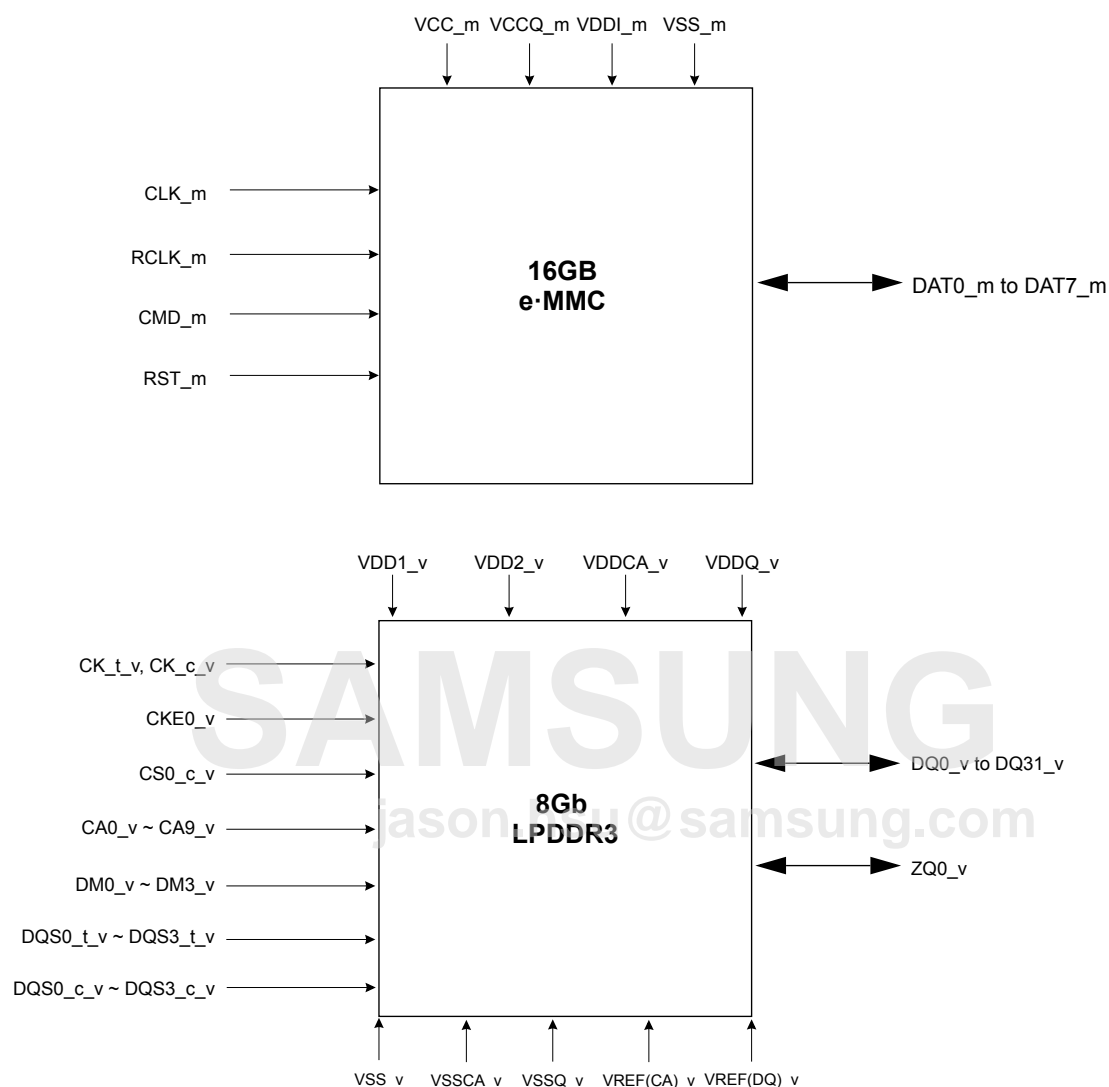 VCC_m VCCQ_m VDDI_m VSS_m
CLK_m
RCLK_m
CMD_m
RST_m
16GB
e·MMC
DAT0_m to DAT7_m
VDD1_v VDD2_v VDDCA_v VDDQ_v
CK_t_v, CK_c_v
CKE0_v
CS0_c_v
CA0_v ~ CA9_v
DM0_v ~ DM3_v
DQS0_t_v ~ DQS3_t_v
DQS0_c_v ~ DQS3_c_v
8Gb
LPDDR3
DQ0_v to DQ31_v
ZQ0_v
VSS_v VSSCA_v VSSQ_v VREF(CA)_v VREF(DQ)_v
SAMSUNG
jason.hsu@samsung.com